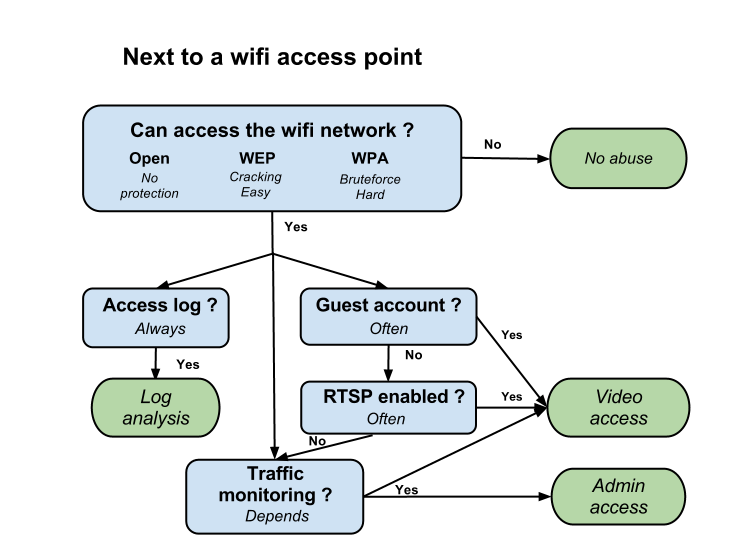 Next to a wifi access point
Can access the wifi network ?
Open WEP WPA
No Cracking Bruteforce
protection Easy Hard
No
No abuse
Yes
Access log ?
Always
Guest account ?
Often
Yes
No
Yes
Log
analysis
RTSP enabled ?
Often
Yes
Video
access
No
Traffic
monitoring ?
Depends
Yes
Admin
access